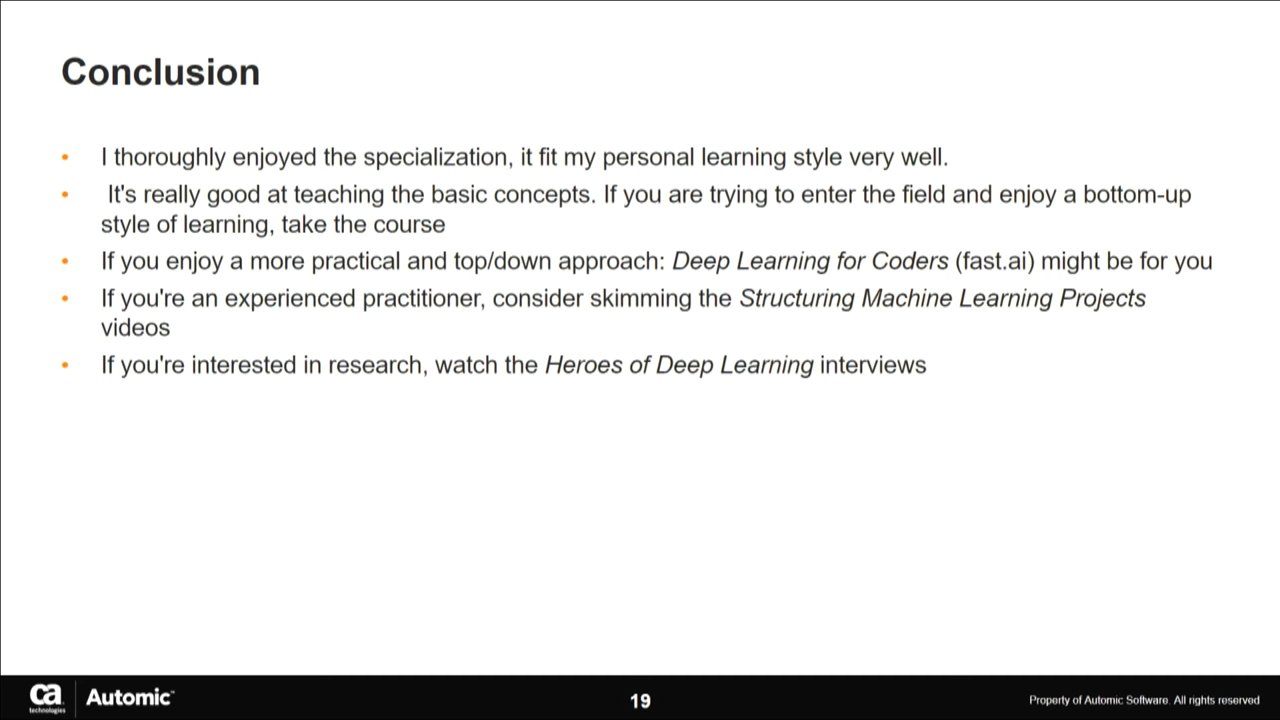 Conclusion
• I thoroughly enjoyed the specialization, it fit my personal learning style very well.
• It's really good at teaching the basic concepts. If you are trying to enter the field and enjoy a bottom-up
style of learning, take the course
• If you enjoy a more practical and top/down approach: Deep Learning for Coders (fast.ai) might be for you
• If you're an experienced practitioner, consider skimming the Structuring Machine Learning Projects
videos
• If you're interested in research, watch the Heroes of Deep Learning interviews
ca
technologies
Automic™
19
Property of Automic Software. All rights reserved